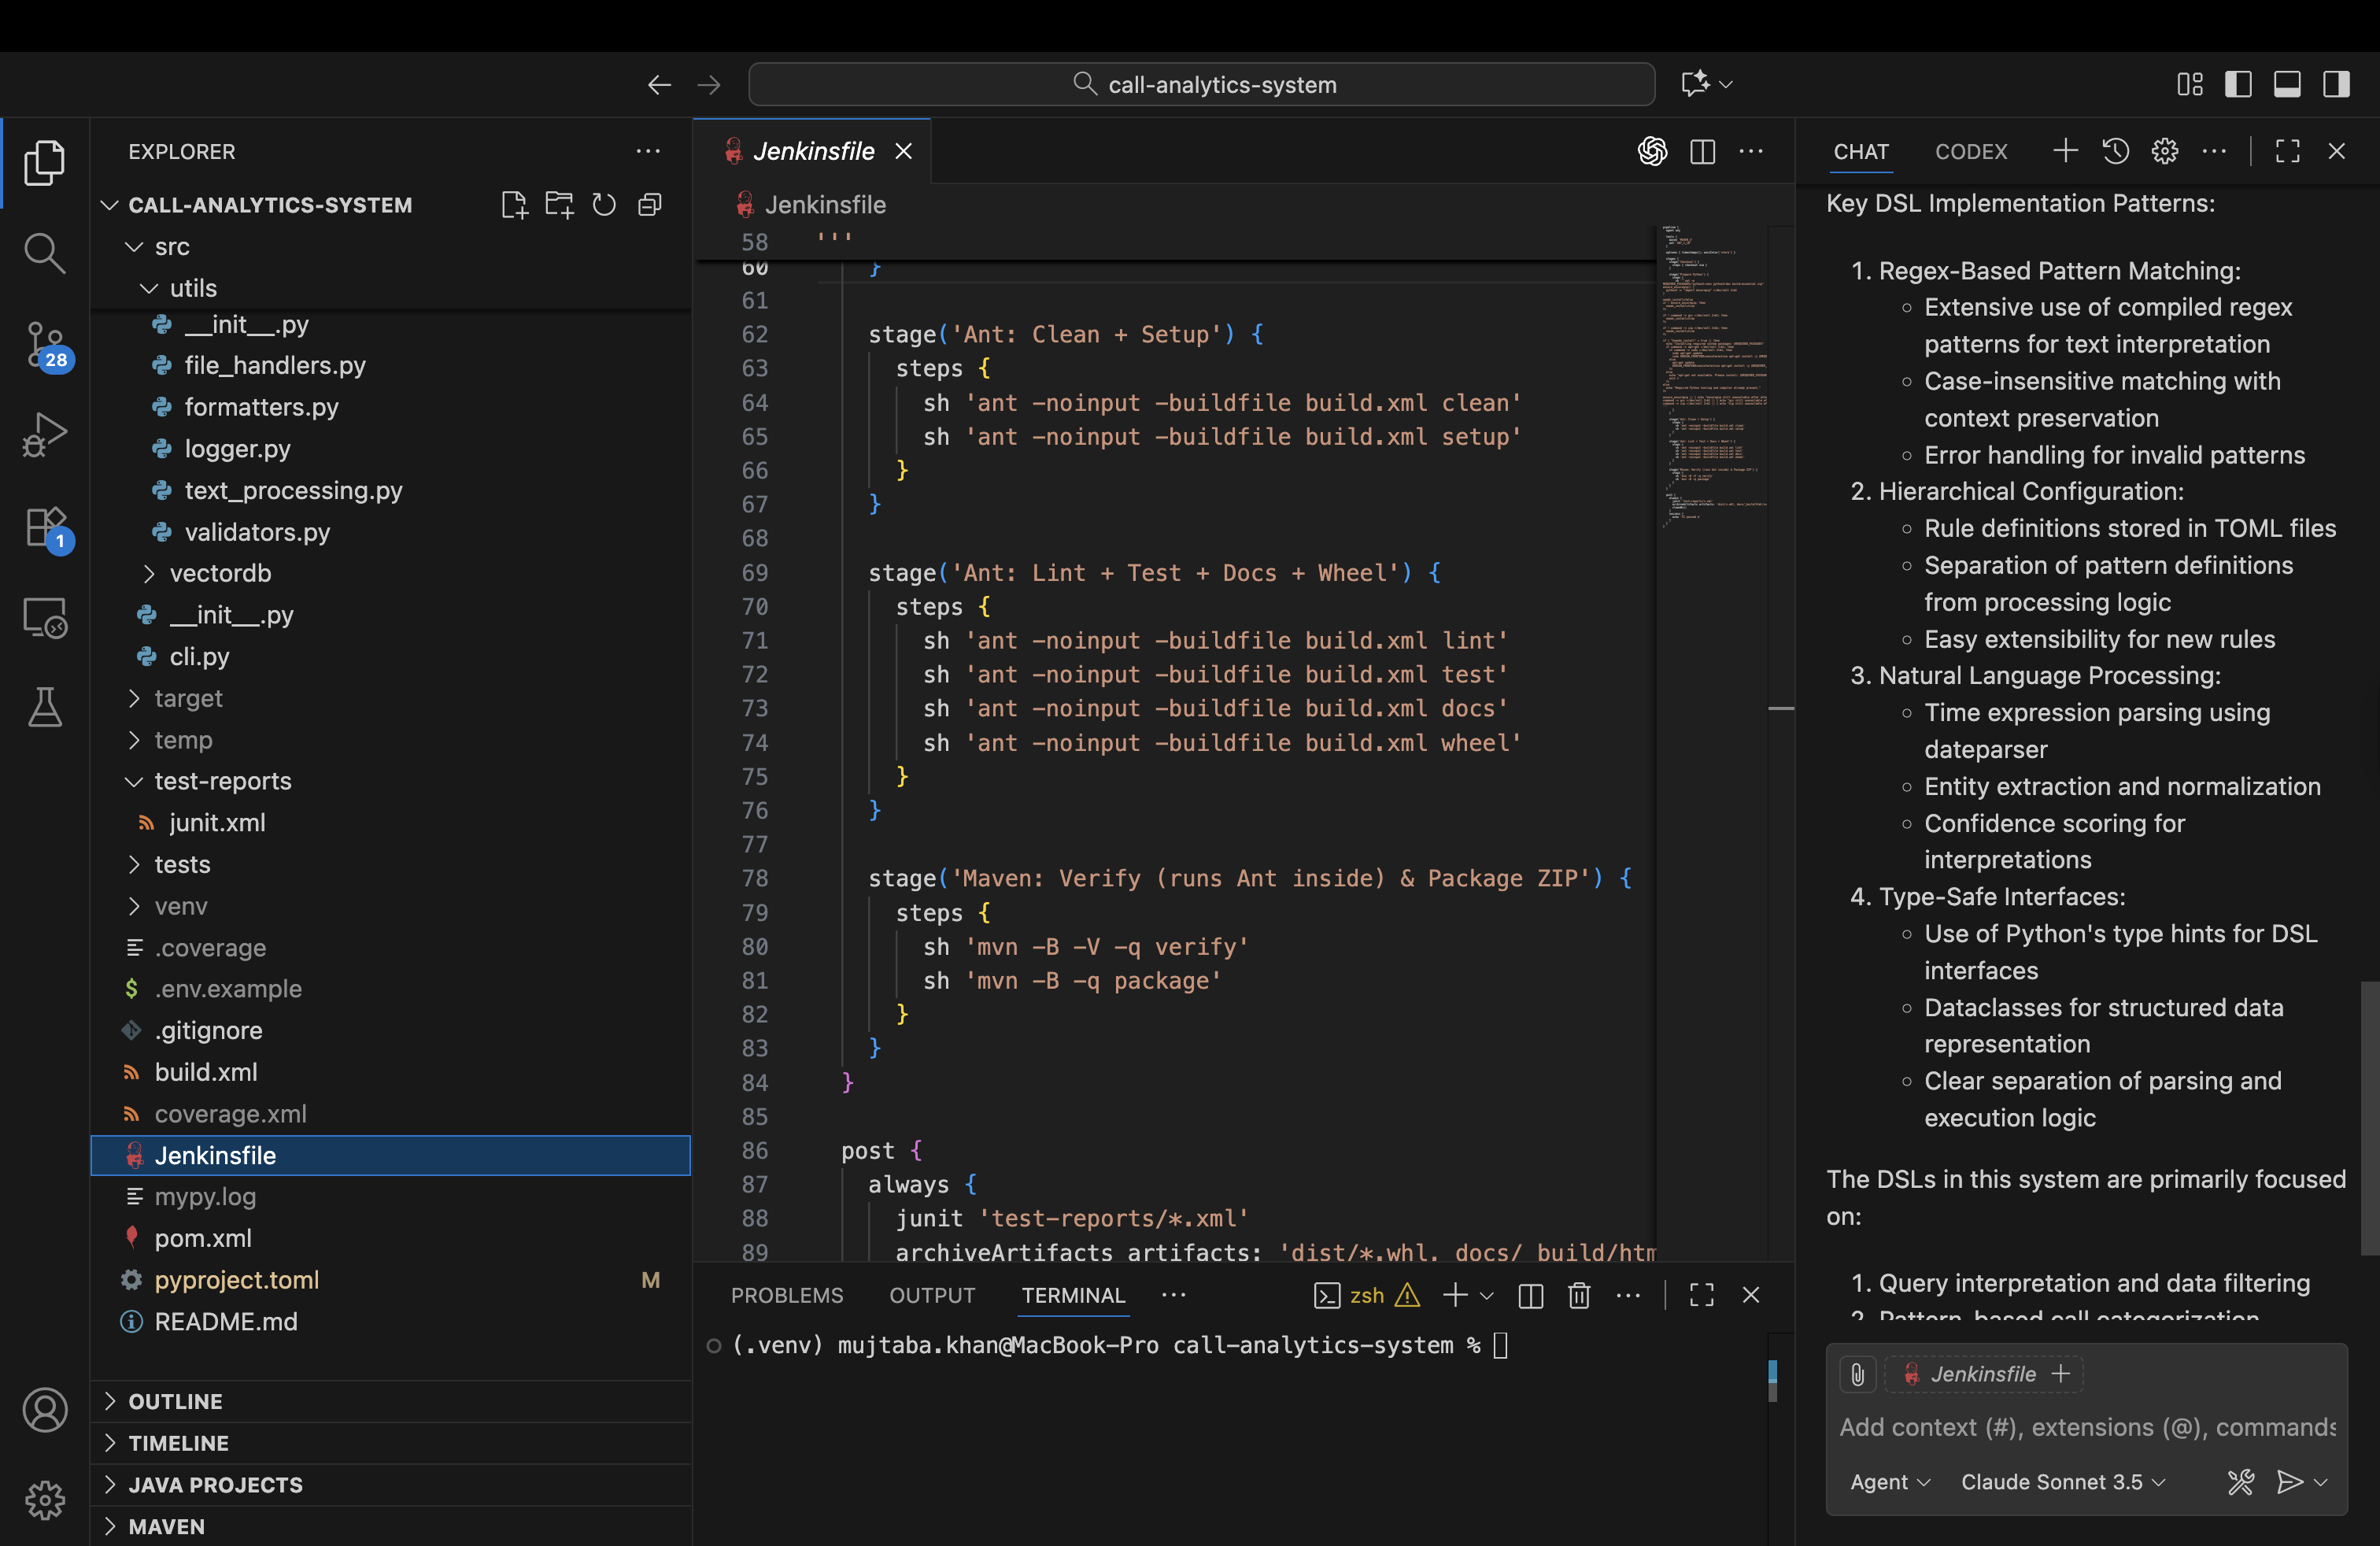 call-analytics-system
EXPLORER
CALL-ANALYTICS-SYSTEM
src
utils
__init__.py
file_handlers.py
formatters.py
logger.py
text_processing.py
validators.py
vectordb
__init__.py
cli.py
target
temp
test-reports
junit.xml
tests
venv
.coverage
$ .env.example
.gitignore
build.xml
coverage.xml
Jenkinsfile
mypy.log
pom.xml
pyproject.toml M
README.md
OUTLINE
TIMELINE
JAVA PROJECTS
MAVEN
28
1
Jenkinsfile
Jenkinsfile
58 '''
60 }
61
62 stage('Ant: Clean + Setup') {
63 steps {
64 sh 'ant -noinput -buildfile build.xml clean'
65 sh 'ant -noinput -buildfile build.xml setup'
66 }
67 }
68
69 stage('Ant: Lint + Test + Docs + Wheel') {
70 steps {
71 sh 'ant -noinput -buildfile build.xml lint'
72 sh 'ant -noinput -buildfile build.xml test'
73 sh 'ant -noinput -buildfile build.xml docs'
74 sh 'ant -noinput -buildfile build.xml wheel'
75 }
76 }
77
78 stage('Maven: Verify (runs Ant inside) & Package ZIP') {
79 steps {
80 sh 'mvn -B -V -q verify'
81 sh 'mvn -B -q package'
82 }
83 }
84 }
85
86 post {
87 always {
88 junit 'test-reports/*.xml'
89 archiveArtifacts artifacts: 'dist/*.whl, docs/_build/htm
PROBLEMS OUTPUT TERMINAL
zsh
(.venv) mujtaba.khan@MacBook-Pro call-analytics-system %
CHAT CODEX
Key DSL Implementation Patterns:
1. Regex-Based Pattern Matching:
Extensive use of compiled regex
patterns for text interpretation
Case-insensitive matching with
context preservation
Error handling for invalid patterns
2. Hierarchical Configuration:
Rule definitions stored in TOML files
Separation of pattern definitions
from processing logic
Easy extensibility for new rules
3. Natural Language Processing:
Time expression parsing using
dateparser
Entity extraction and normalization
Confidence scoring for
interpretations
4. Type-Safe Interfaces:
Use of Python's type hints for DSL
interfaces
Dataclasses for structured data
representation
Clear separation of parsing and
execution logic
The DSLs in this system are primarily focused
on:
1. Query interpretation and data filtering
2. Pattern-based call categorization
Jenkinsfile
Add context (#), extensions (@), commands
Agent Claude Sonnet 3.5